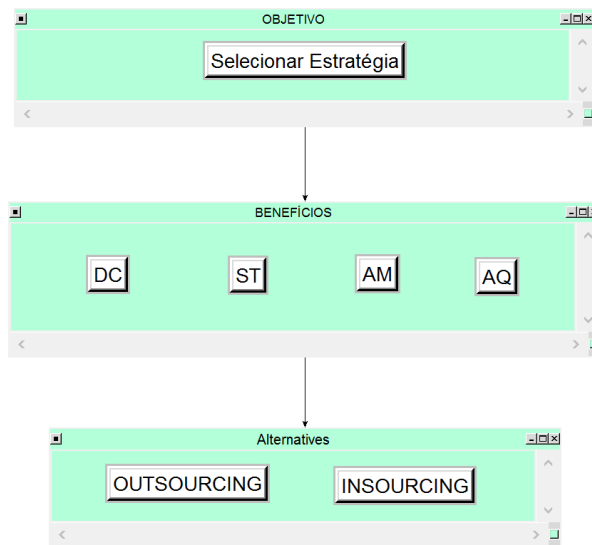 OBJETIVO
Selecionar Estratégia
BENEFÍCIOS
DC ST AM AQ
Alternatives
OUTSOURCING INSOURCING